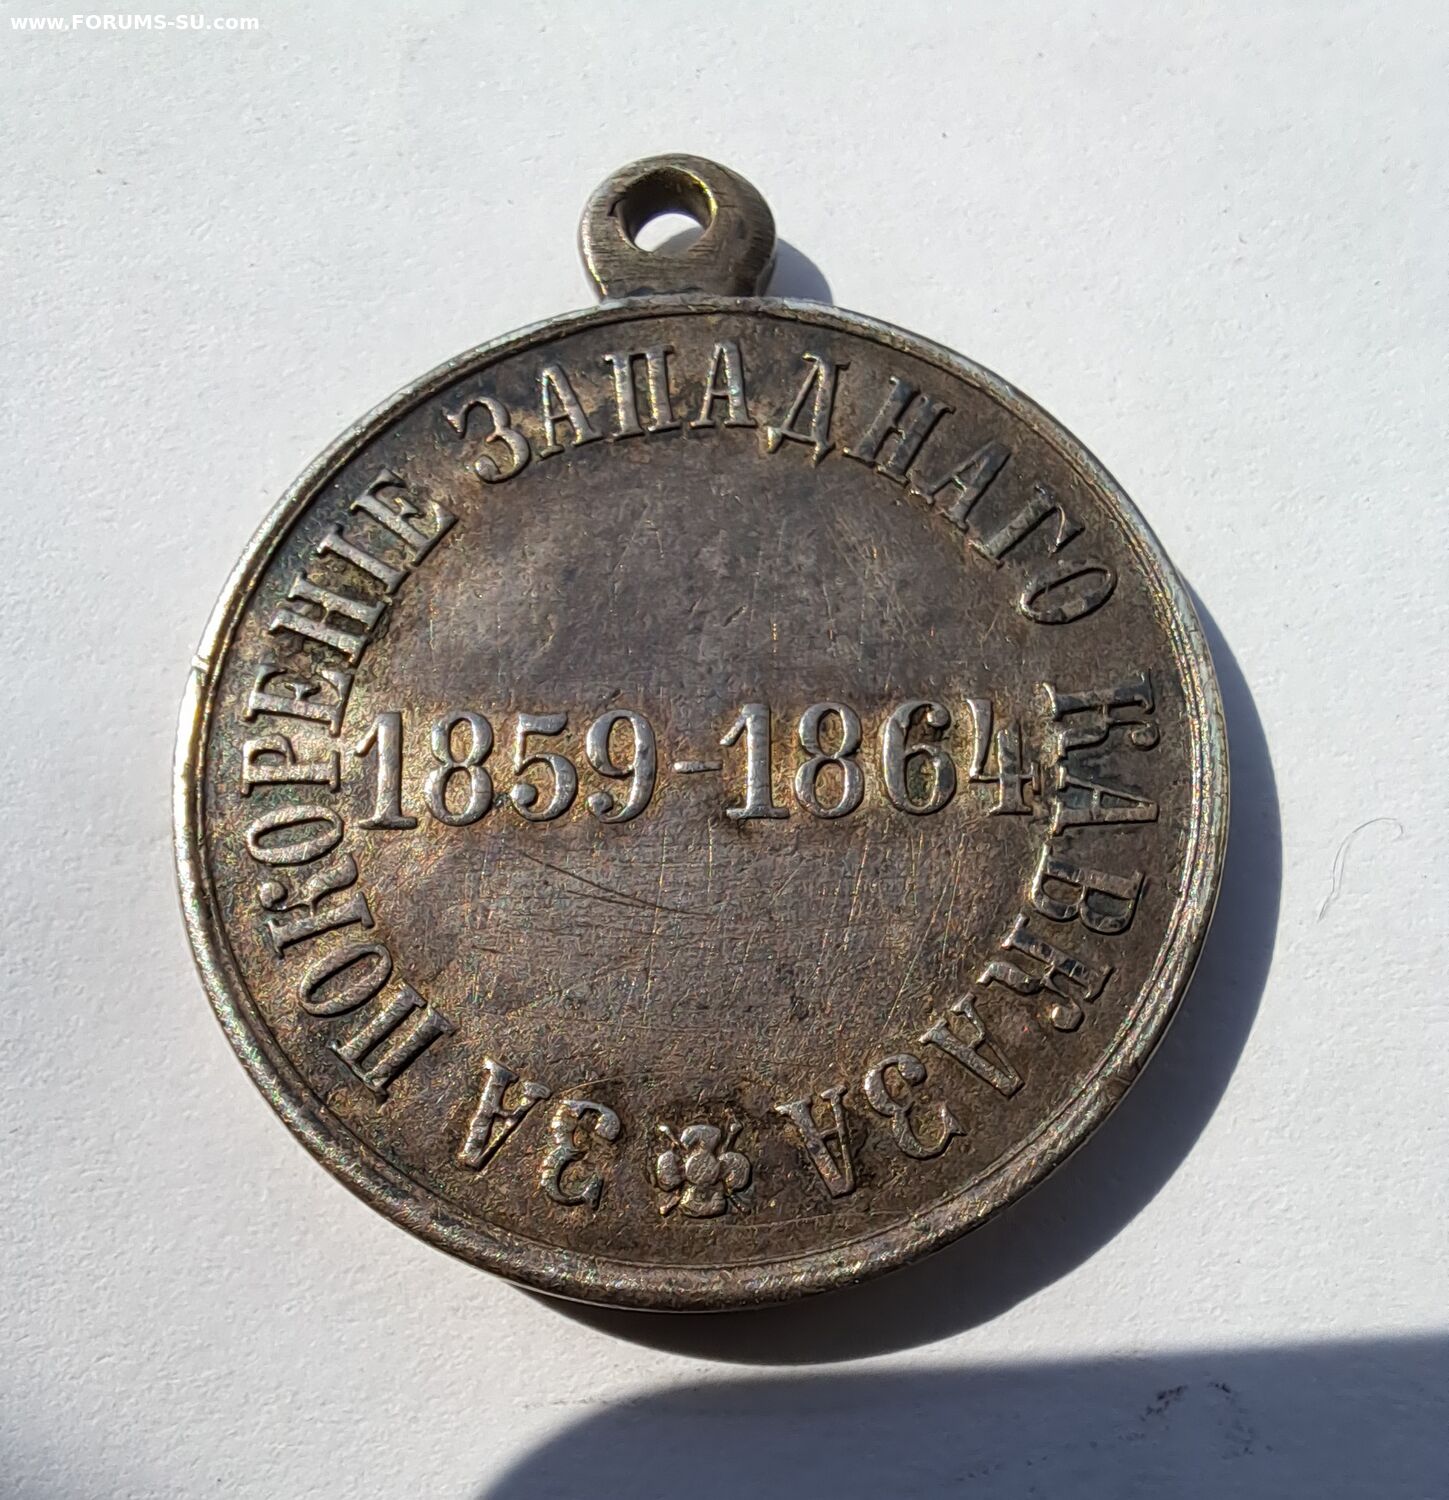 www.FORUMS-SU.com
ЗА ПОКОРЕНІЕ ЗАПАДНАГО КАВКАЗА
1859-1864